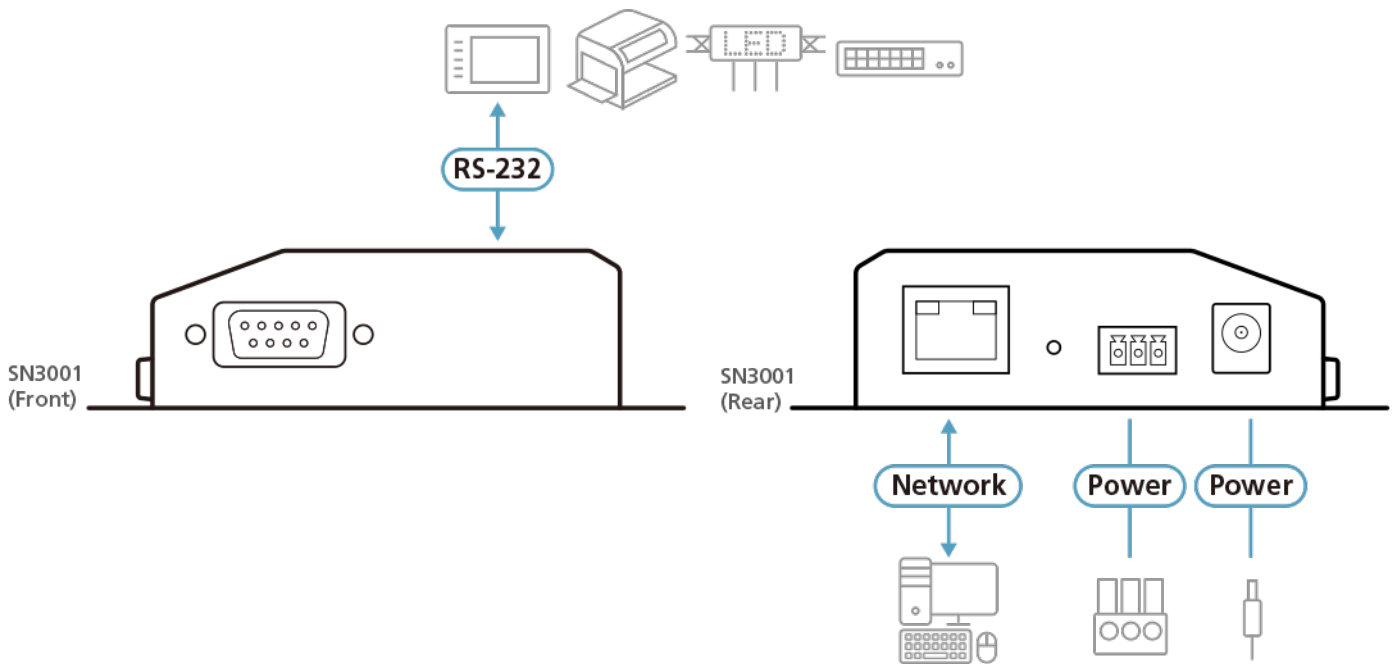 LED
RS-232
SN3001
(Front)
SN3001
(Rear)
Network
Power
Power